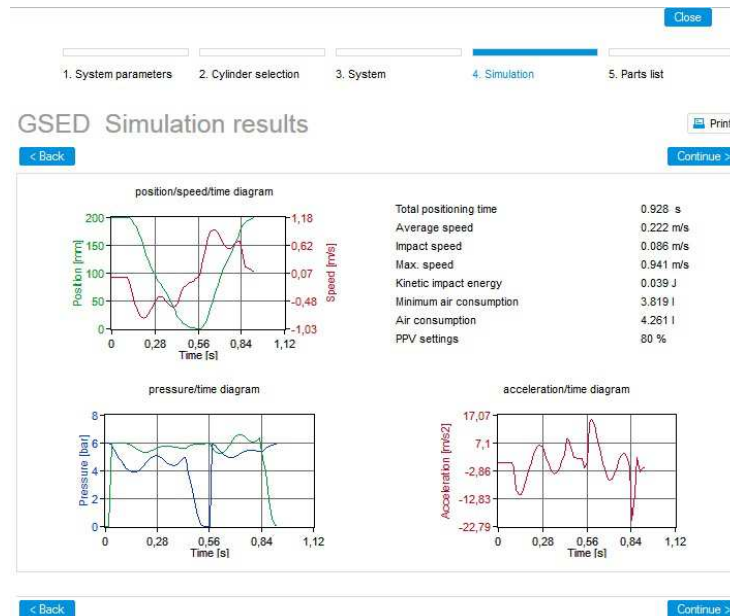 Close
1. System parameters 2. Cylinder selection 3. System 4. Simulation 5. Parts list
GSED Simulation results
Print
< Back Continue >
position/speed/time diagram
Position [mm]
200
150
100
50
0
1,18
0,62
0,07
-0,48
-1,03
Speed [m/s]
0 0,28 0,56 0,84 1,12
Time [s]
Total positioning time 0.928 s
Average speed 0.222 m/s
Impact speed 0.086 m/s
Max. speed 0.941 m/s
Kinetic impact energy 0.039 J
Minimum air consumption 3.819 l
Air consumption 4.261 l
PPV settings 80 %
pressure/time diagram
Pressure [bar]
8
6
4
2
0
0 0,28 0,56 0,84 1,12
Time [s]
acceleration/time diagram
Acceleration [m/s2]
17,07
7,1
-2,86
-12,83
-22,79
0 0,28 0,56 0,84 1,12
Time [s]
< Back Continue >